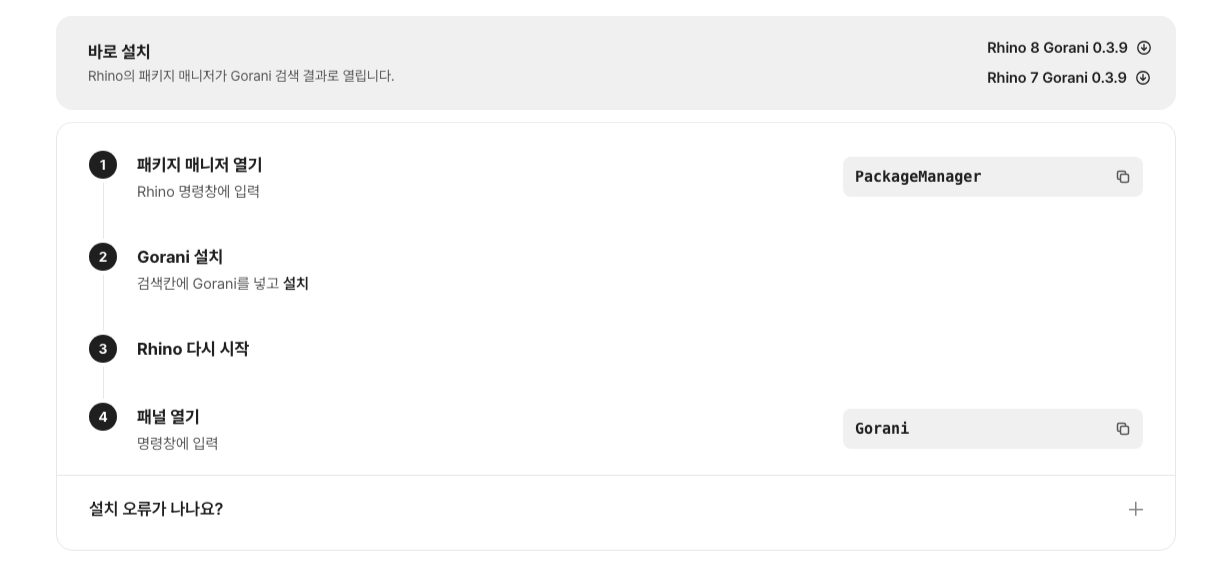 바로 설치
Rhino의 패키지 매니저가 Gorani 검색 결과로 열립니다.
Rhino 8 Gorani 0.3.9
Rhino 7 Gorani 0.3.9
1
패키지 매니저 열기
Rhino 명령창에 입력
PackageManager
2
Gorani 설치
검색칸에 Gorani를 넣고 설치
3
Rhino 다시 시작
4
패널 열기
명령창에 입력
Gorani
설치 오류가 나나요?